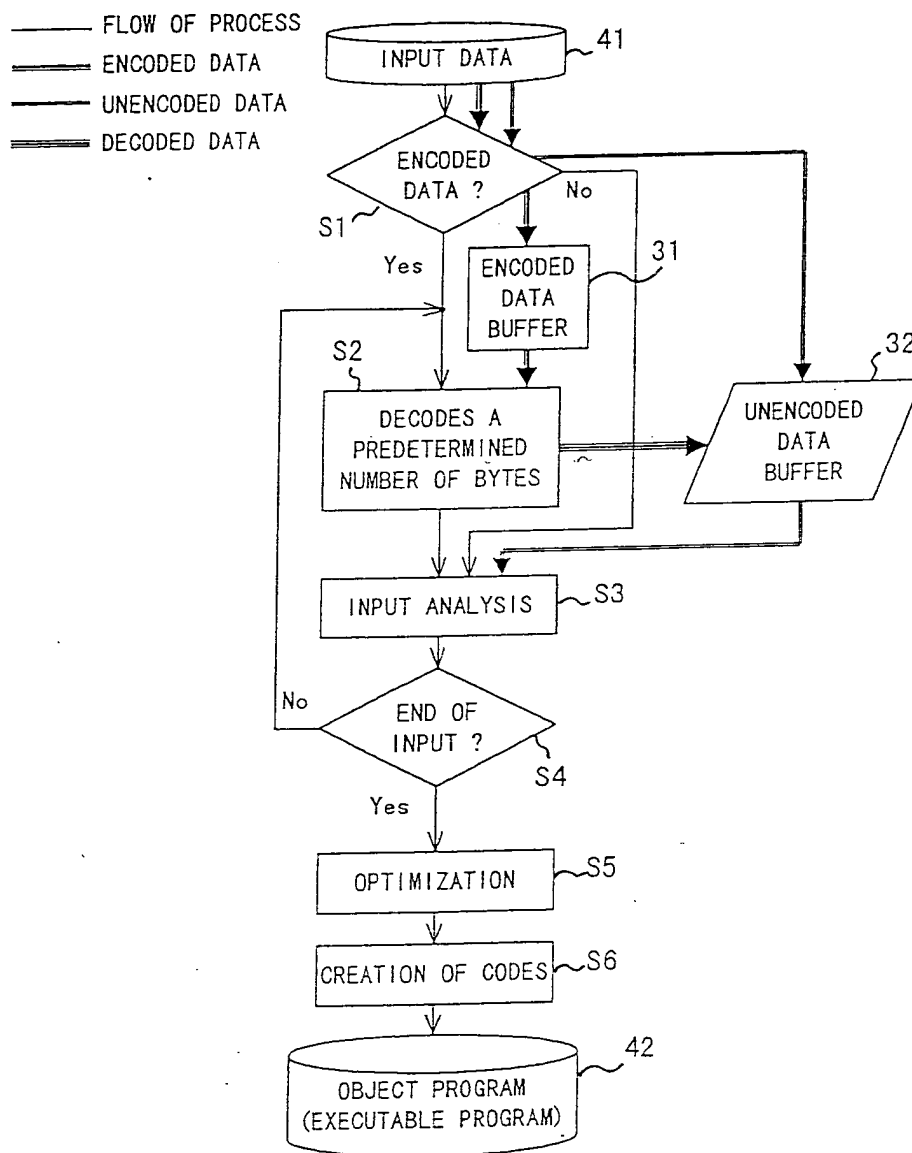 FLOW OF PROCESS
ENCODED DATA
UNENCODED DATA
DECODED DATA
INPUT DATA
41
ENCODED
DATA ?
S1
No
Yes
ENCODED
DATA
BUFFER
31
S2
DECODES A
PREDETERMINED
NUMBER OF BYTES
32
UNENCODED
DATA
BUFFER
INPUT ANALYSIS
S3
No
END OF
INPUT ?
S4
Yes
OPTIMIZATION
S5
CREATION OF CODES
S6
42
OBJECT PROGRAM
(EXECUTABLE PROGRAM)